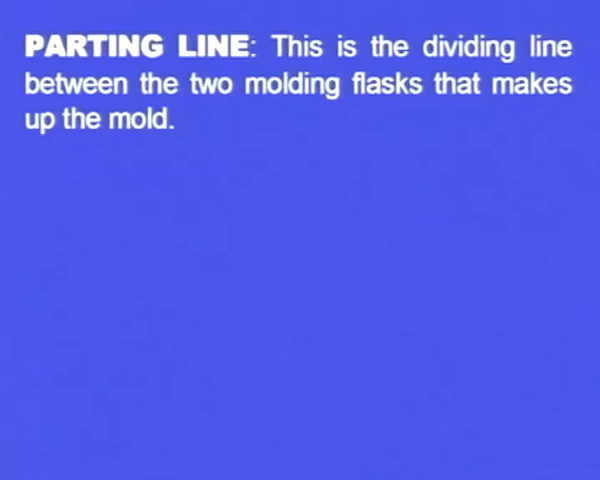 PARTING LINE: This is the dividing line
between the two molding flasks that makes
up the mold.